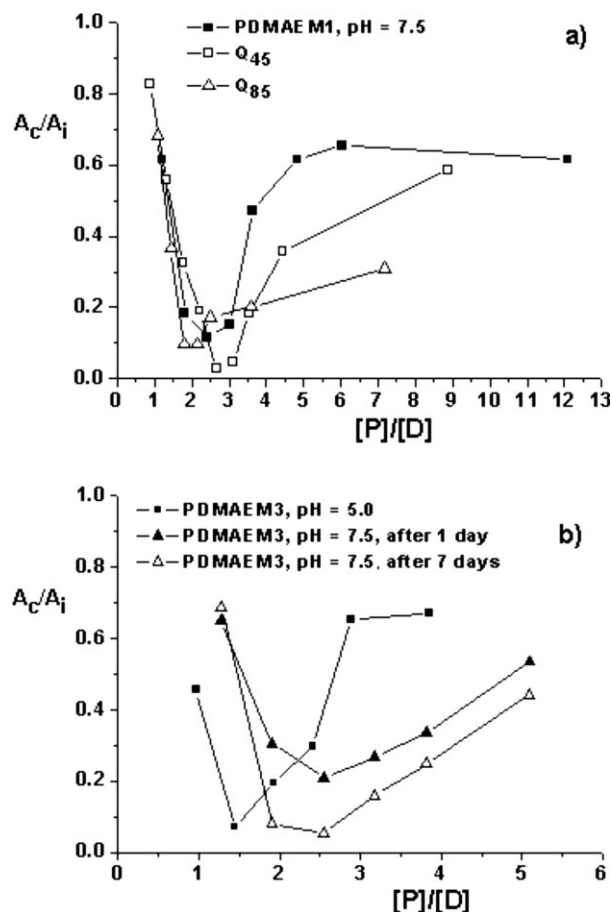 1.0
PDMAEM1, pH = 7.5
a)
Q45
0.8
Q85
Ac/Ai
0.6
0.4
0.2
0.0
0 1 2 3 4 5 6 7 8 9 10 11 12 13
[P]/[D]
1.0
PDMAEM3, pH = 5.0
b)
PDMAEM3, pH = 7.5, after 1 day
0.8
PDMAEM3, pH = 7.5, after 7 days
Ac/Ai
0.6
0.4
0.2
0.0
0 1 2 3 4 5 6
[P]/[D]